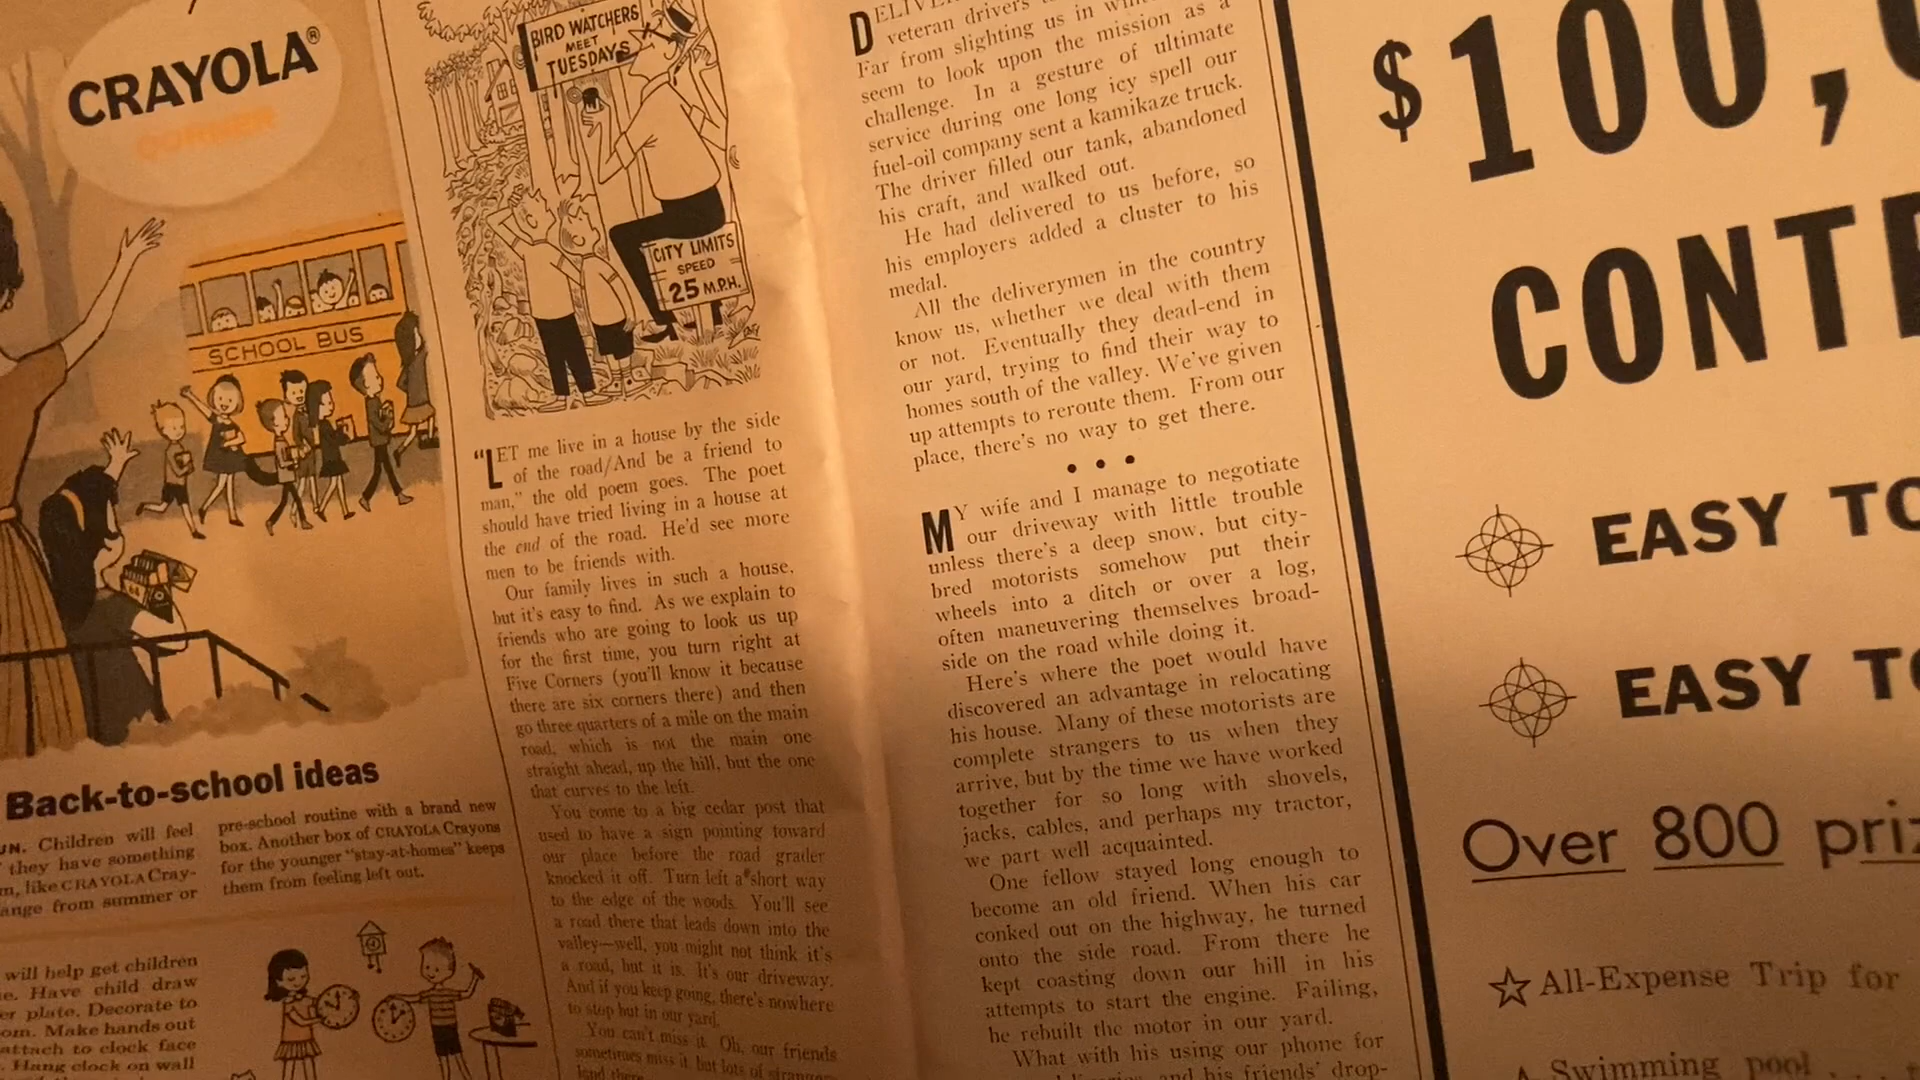 CRAYOLA®
CORNER
SCHOOL BUS
Back-to-school ideas
UN. Children will feel
they have something
m, like CRAYOLA Cray-
ange from summer or
pre-school routine with a brand new
box. Another box of CRAYOLA Crayons
for the younger “stay-at-homes” keeps
them from feeling left out.
will help get children
e. Have child draw
er plate. Decorate to
om. Make hands out
attach to clock face
. Hang clock on wall
BIRD WATCHERS
MEET
TUESDAYS
CITY LIMITS
SPEED
25 M.P.H.
“LET me live in a house by the side
of the road/And be a friend to
man,” the old poem goes. The poet
should have tried living in a house at
the end of the road. He'd see more
men to be friends with.
Our family lives in such a house,
but it's easy to find. As we explain to
friends who are going to look us up
for the first time, you turn right at
Five Corners (you'll know it because
there are six corners there) and then
go three quarters of a mile on the main
road, which is not the main one
straight ahead, up the hill, but the one
that curves to the left.
You come to a big cedar post that
used to have a sign pointing toward
our place before the road grader
knocked it off. Turn left a short way
to the edge of the woods. You'll see
a road there that leads down into the
valley—well, you might not think it's
a road, but it is. It's our driveway.
And if you keep going, there's nowhere
to stop but in our yard.
You can't miss it. Oh, our friends
sometimes miss it, but lots of strangers
land there
veteran drivers
Far from slighting us in
seem to look upon the mission as a
challenge. In a gesture of ultimate
service during one long icy spell our
fuel-oil company sent a kamikaze truck.
The driver filled our tank, abandoned
his craft, and walked out.
He had delivered to us before, so
his employers added a cluster to his
medal.
All the deliverymen in the country
know us, whether we deal with them
or not. Eventually they dead-end in
our yard, trying to find their way to
homes south of the valley. We've given
up attempts to reroute them. From our
place, there's no way to get there.
• • •
MY wife and I manage to negotiate
our driveway with little trouble
unless there's a deep snow, but city-
bred motorists somehow put their
wheels into a ditch or over a log,
often maneuvering themselves broad-
side on the road while doing it.
Here's where the poet would have
discovered an advantage in relocating
his house. Many of these motorists are
complete strangers to us when they
arrive, but by the time we have worked
together for so long with shovels,
jacks, cables, and perhaps my tractor,
we part well acquainted.
One fellow stayed long enough to
become an old friend. When his car
conked out on the highway, he turned
onto the side road. From there he
kept coasting down our hill in his
attempts to start the engine. Failing,
he rebuilt the motor in our yard.
What with his using our phone for
and his friends' drop-
$100,0
CONTE
EASY TO
EASY TO
Over 800 priz
☆ All-Expense Trip for
Swimming pool